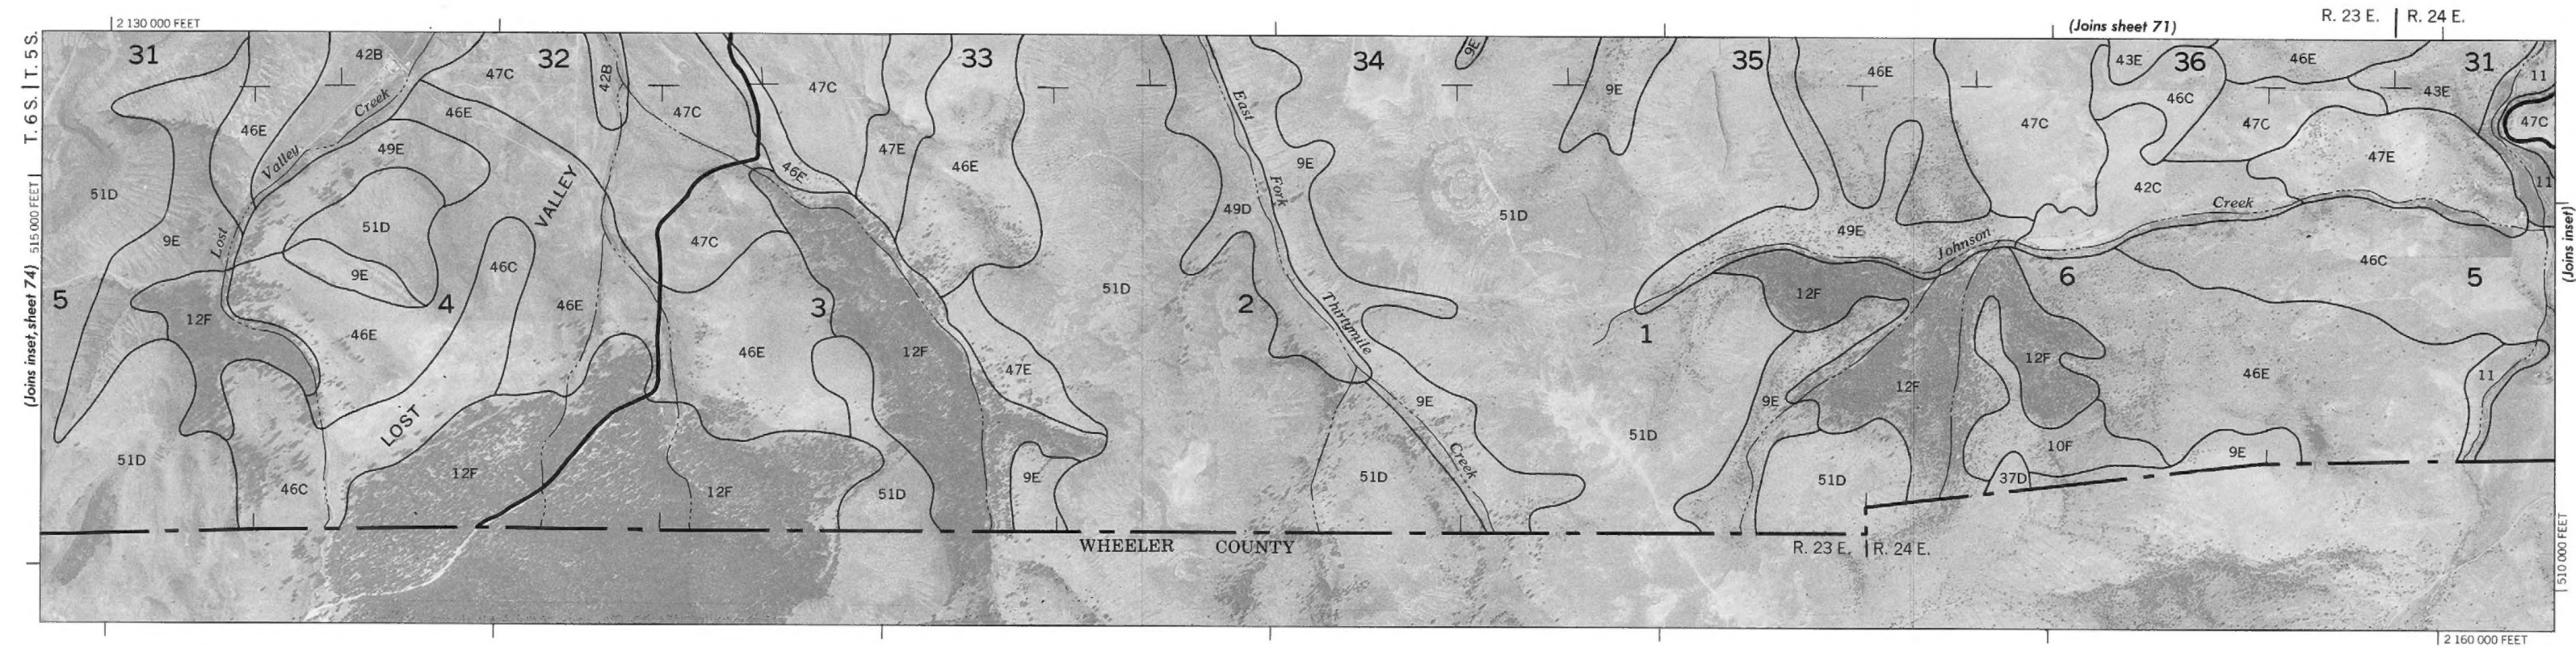 2 130 000 FEET
(Joins sheet 71)
R. 23 E. | R. 24 E.
T. 6 S. | T. 5 S.
515 000 FEET
(Joins inset, sheet 74)
31
42B
47C
32
42B
47C
47C
33
9E
34
9E
35
46E
43E
36
46E
31
11
43E
46C
47C
47C
47C
46E
Creek
46E
49E
Valley
51D
47E
46E
46E
East
9E
47E
42C
11
VALLEY
Fork
49D
51D
Creek
51D
9E
Lost
47C
49E
Johnson
46C
46C
(Joins inset)
5
9E
4
46E
3
51D
2
Thirtymile
12F
6
5
12F
46E
46E
12F
1
12F
47E
12F
46E
11
9E
9E
LOST
51D
51D
10F
9E
12F
Creek
46C
12F
51D
9E
51D
51D
37D
WHEELER COUNTY
R. 23 E. | R. 24 E.
510 000 FEET
2 160 000 FEET